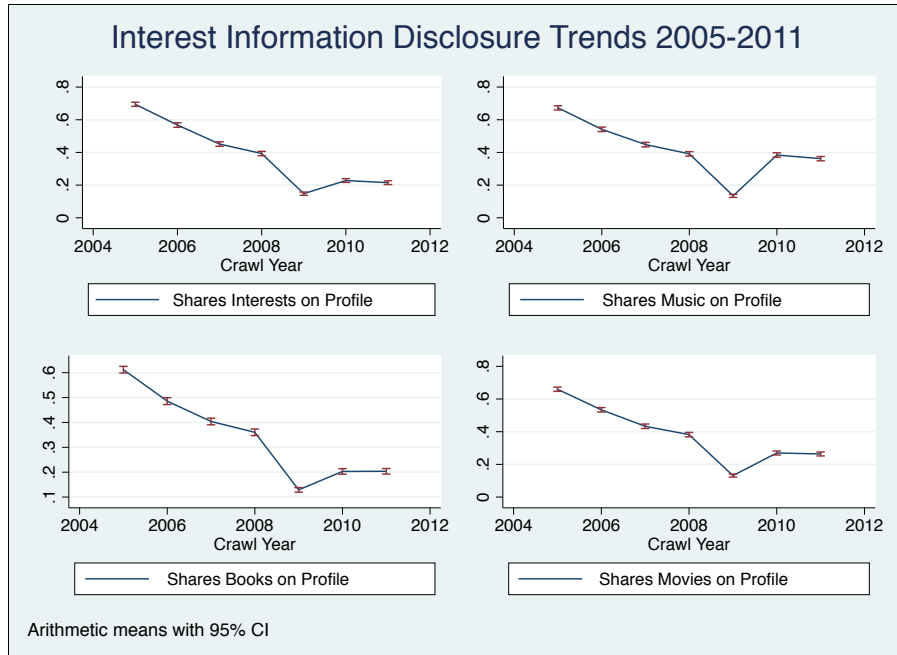 Interest Information Disclosure Trends 2005-2011
0 .2 .4 .6 .8
2004 2006 2008 2010 2012
Crawl Year
Shares Interests on Profile
0 .2 .4 .6 .8
2004 2006 2008 2010 2012
Crawl Year
Shares Music on Profile
.1 .2 .3 .4 .5 .6
2004 2006 2008 2010 2012
Crawl Year
Shares Books on Profile
0 .2 .4 .6 .8
2004 2006 2008 2010 2012
Crawl Year
Shares Movies on Profile
Arithmetic means with 95% CI